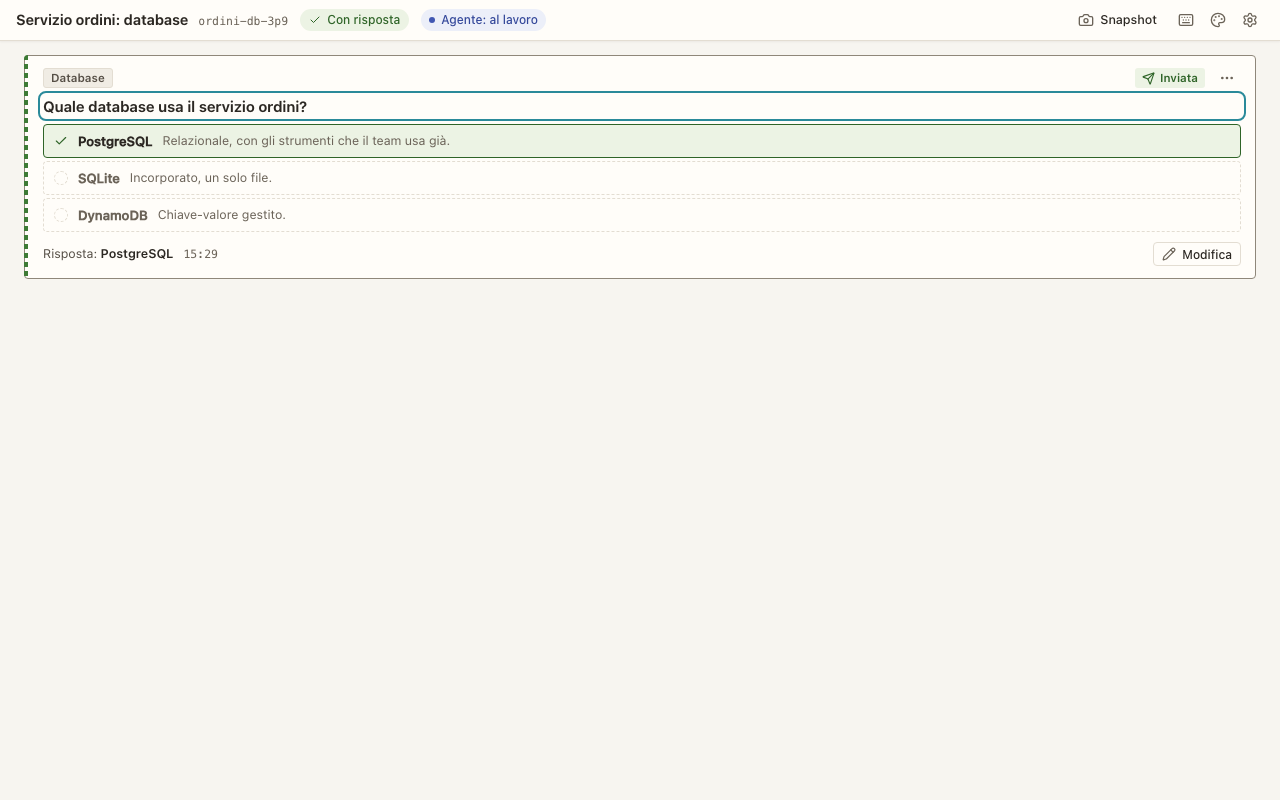 Servizio ordini: database ordini-db-3p9 Con risposta Agente: al lavoro Snapshot
Database Inviata
Quale database usa il servizio ordini?
PostgreSQL Relazionale, con gli strumenti che il team usa già.
SQLite Incorporato, un solo file.
DynamoDB Chiave-valore gestito.
Risposta: PostgreSQL 15:29 Modifica